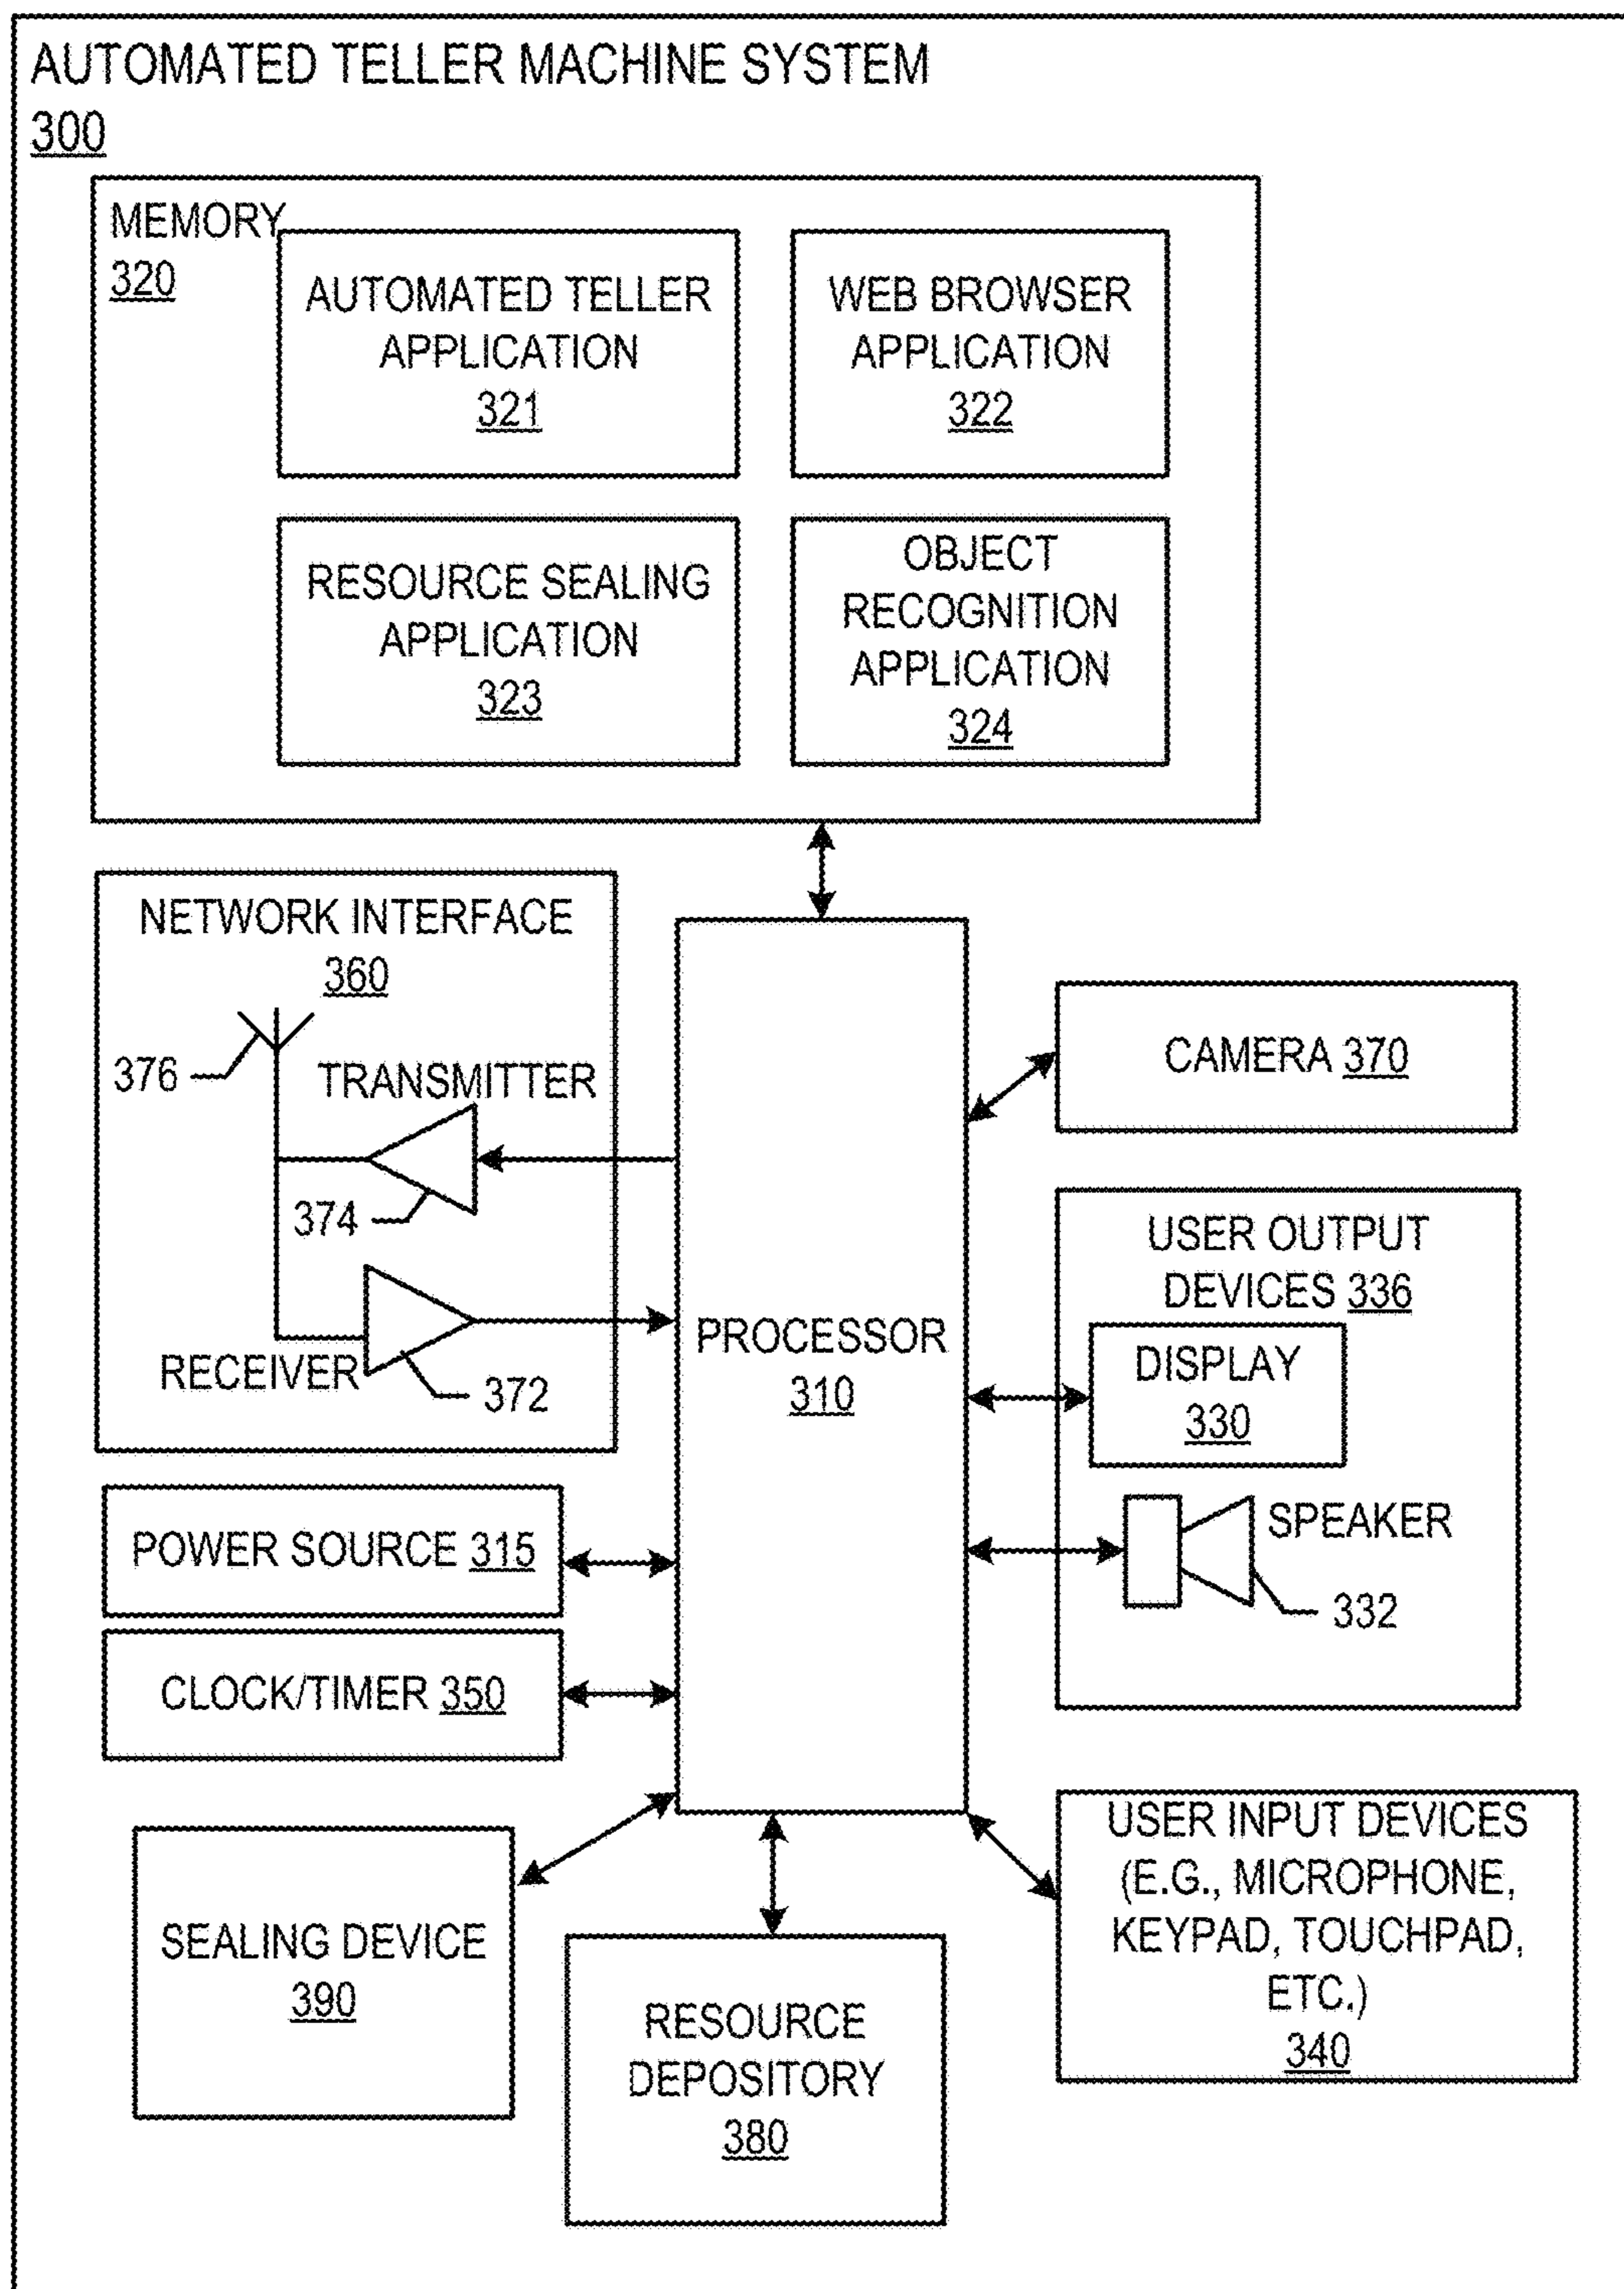 AUTOMATED TELLER MACHINE SYSTEM
300
MEMORY
320
AUTOMATED TELLER
APPLICATION
321
WEB BROWSER
APPLICATION
322
RESOURCE SEALING
APPLICATION
323
OBJECT
RECOGNITION
APPLICATION
324
NETWORK INTERFACE
360
376
TRANSMITTER
374
RECEIVER
372
PROCESSOR
310
CAMERA 370
USER OUTPUT
DEVICES 336
DISPLAY
330
SPEAKER
332
POWER SOURCE 315
CLOCK/TIMER 350
SEALING DEVICE
390
RESOURCE
DEPOSITORY
380
USER INPUT DEVICES
(E.G., MICROPHONE,
KEYPAD, TOUCHPAD,
ETC.)
340